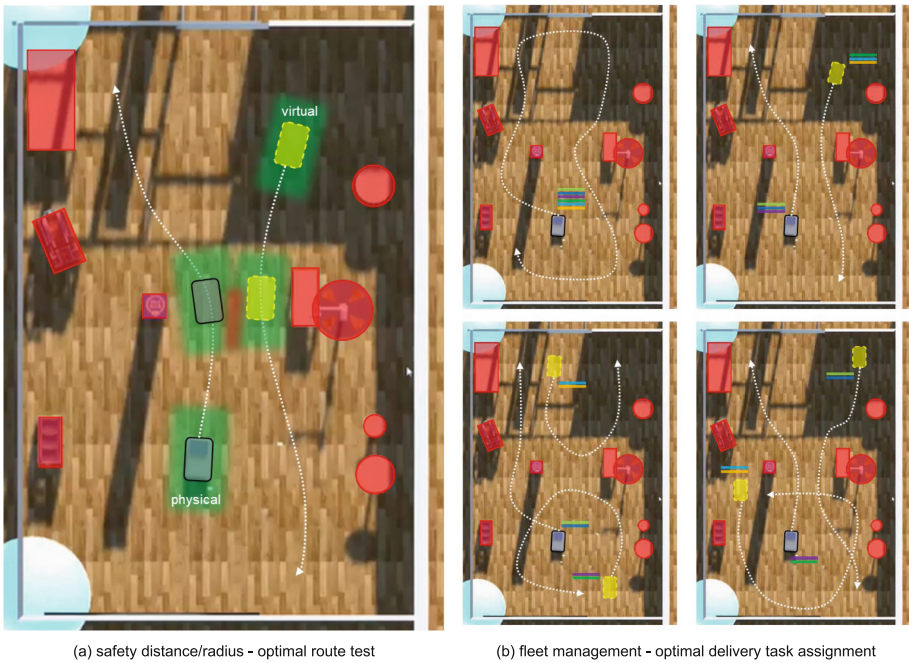 virtual
physical
(a) safety distance/radius - optimal route test
(b) fleet management - optimal delivery task assignment